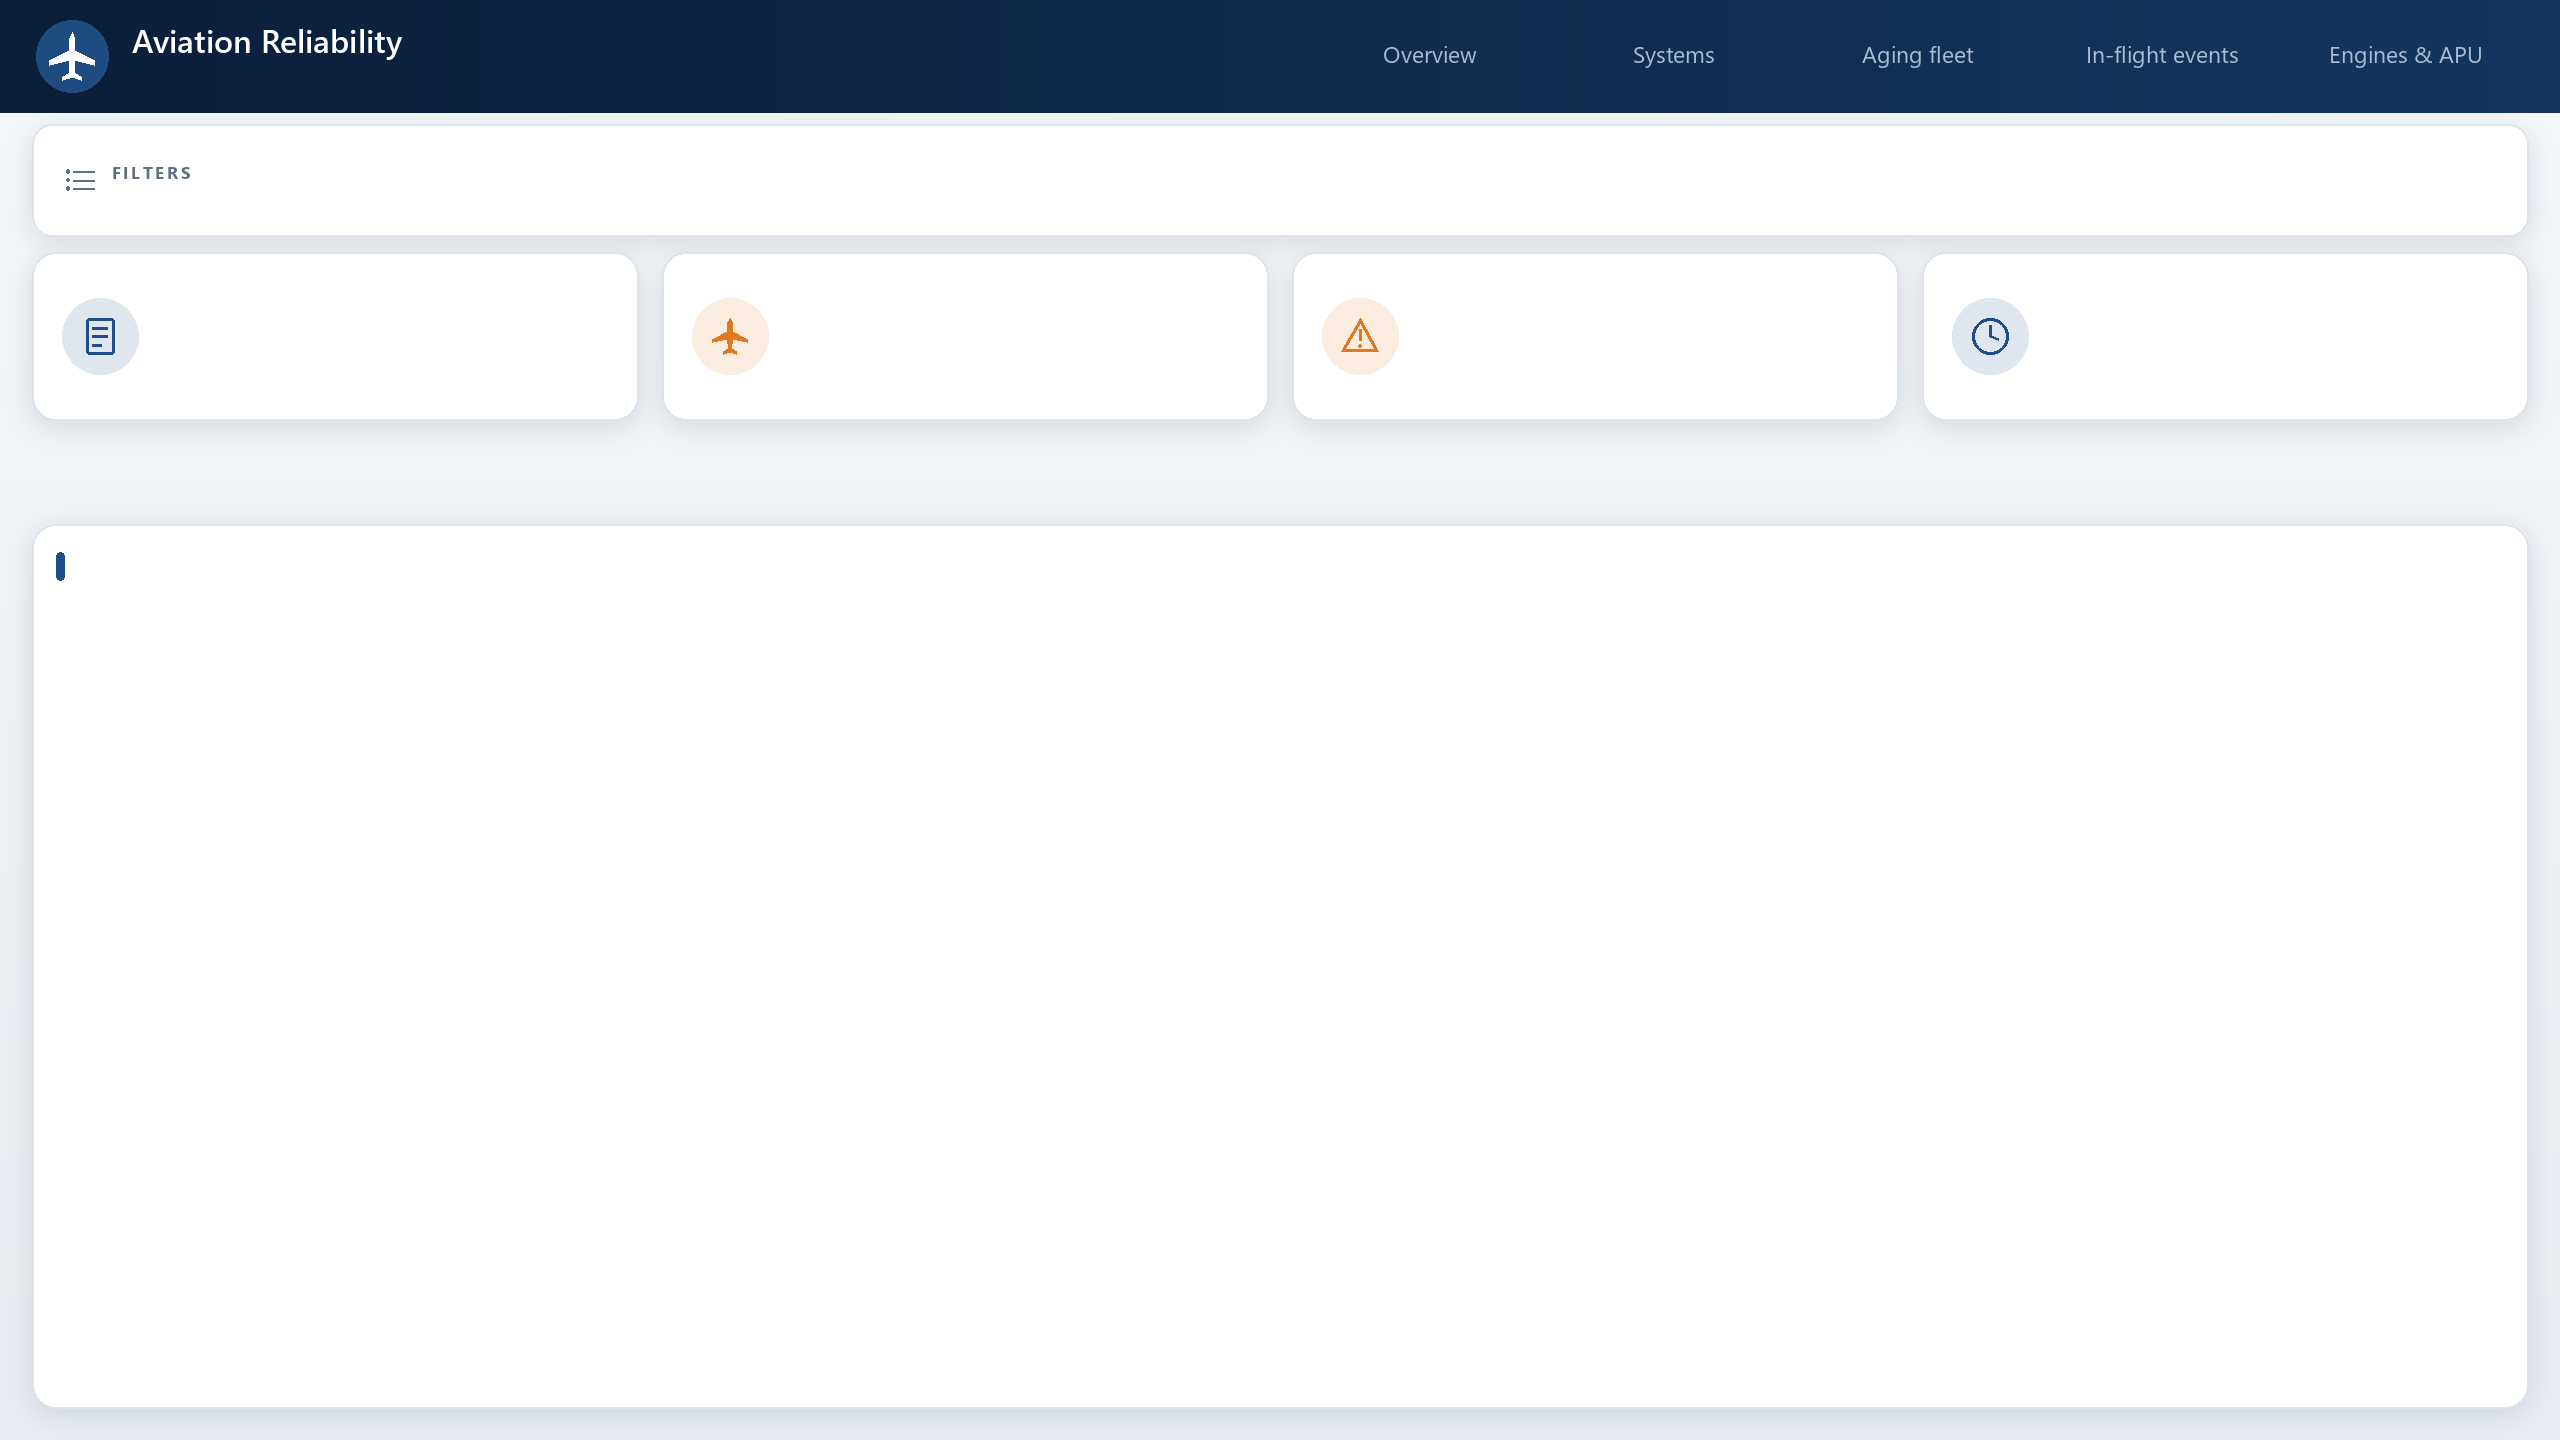 Aviation Reliability
Overview
Systems
Aging fleet
In-flight events
Engines & APU
FILTERS